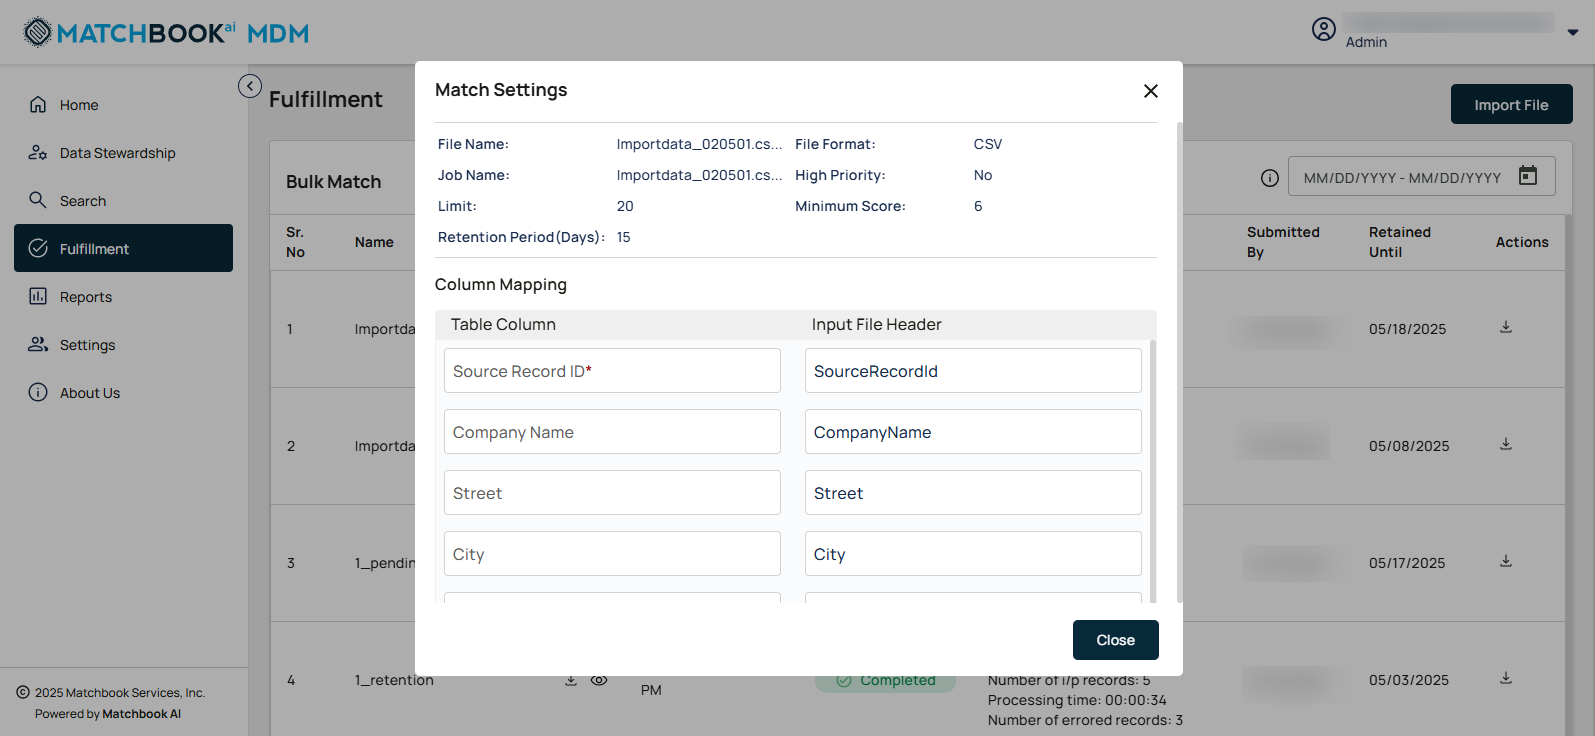 MATCHBOOKai MDM
Admin
Home
Data Stewardship
Search
Fulfillment
Reports
Settings
About Us
© 2025 Matchbook Services, Inc.
Powered by Matchbook AI
Fulfillment
Import File
Bulk Match
MM/DD/YYYY - MM/DD/YYYY
Sr. No
Name
Submitted By
Retained Until
Actions
1
Importda
05/18/2025
2
Importda
05/08/2025
3
1_pendin
05/17/2025
4
1_retention
PM
Completed
Number of i/p records: 5
Processing time: 00:00:34
Number of errored records: 3
05/03/2025
Match Settings
File Name: Importdata_020501.cs... File Format: CSV
Job Name: Importdata_020501.cs... High Priority: No
Limit: 20 Minimum Score: 6
Retention Period(Days): 15
Column Mapping
Table Column Input File Header
Source Record ID* SourceRecordId
Company Name CompanyName
Street Street
City City
Close